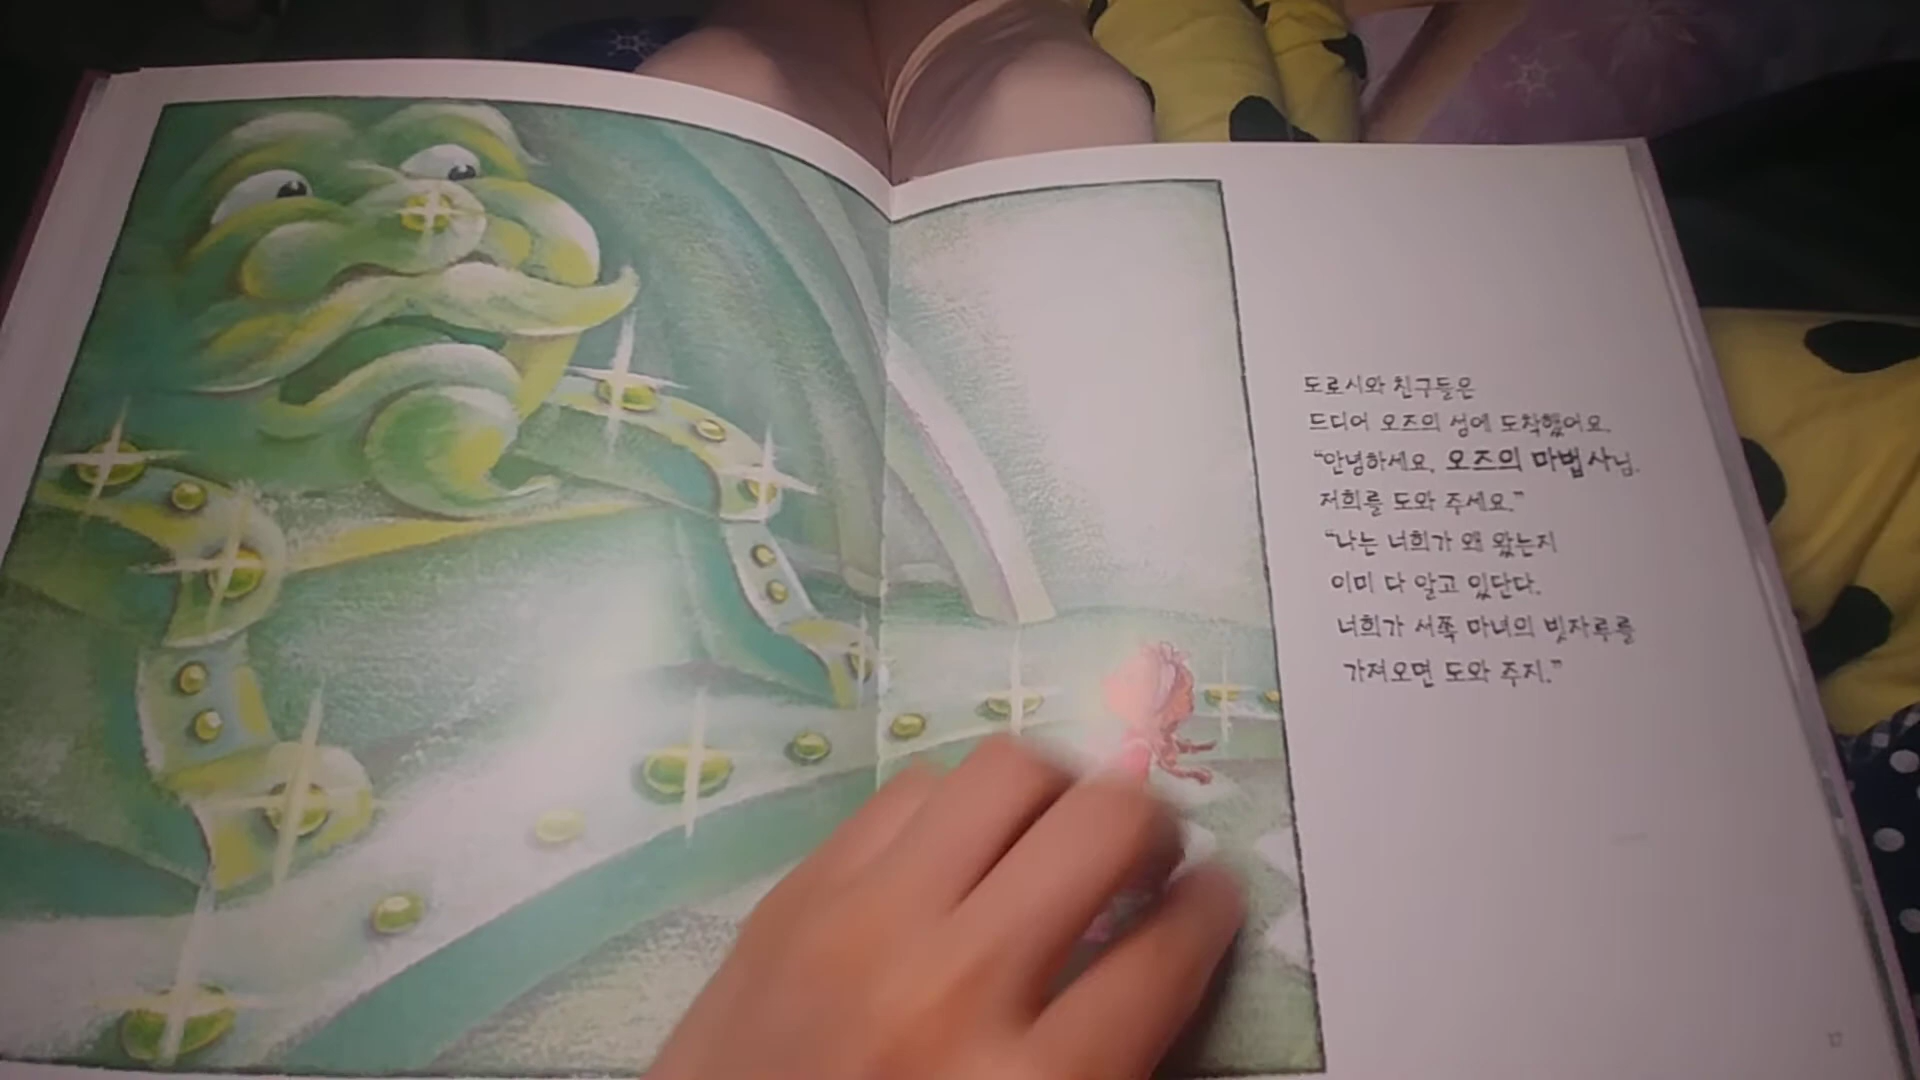 도로시와 친구들은
드디어 오즈의 성에 도착했어요.
“안녕하세요, 오즈의 마법사님.
저희를 도와 주세요.”
“나는 너희가 왜 왔는지
이미 다 알고 있단다.
너희가 서쪽 마녀의 빗자루를
가져오면 도와 주지.”